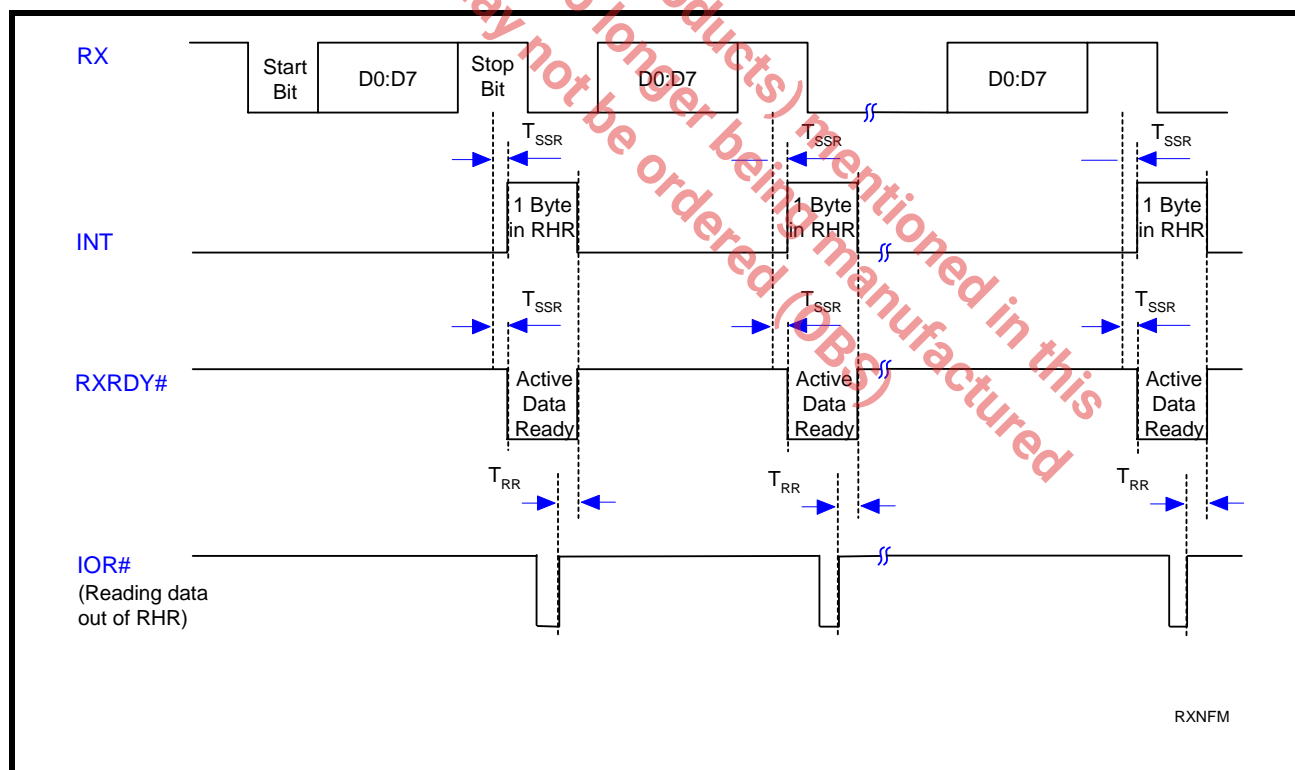 RX
Start
Bit
D0:D7
Stop
Bit
D0:D7
D0:D7
TSSR
TSSR
TSSR
INT
1 Byte
in RHR
1 Byte
in RHR
1 Byte
in RHR
TSSR
TSSR
TSSR
RXRDY#
Active
Data
Ready
Active
Data
Ready
Active
Data
Ready
TRR
TRR
TRR
IOR#
(Reading data
out of RHR)
RXNFM
products) mentioned in this
no longer being manufactured
may not be ordered (OBS)